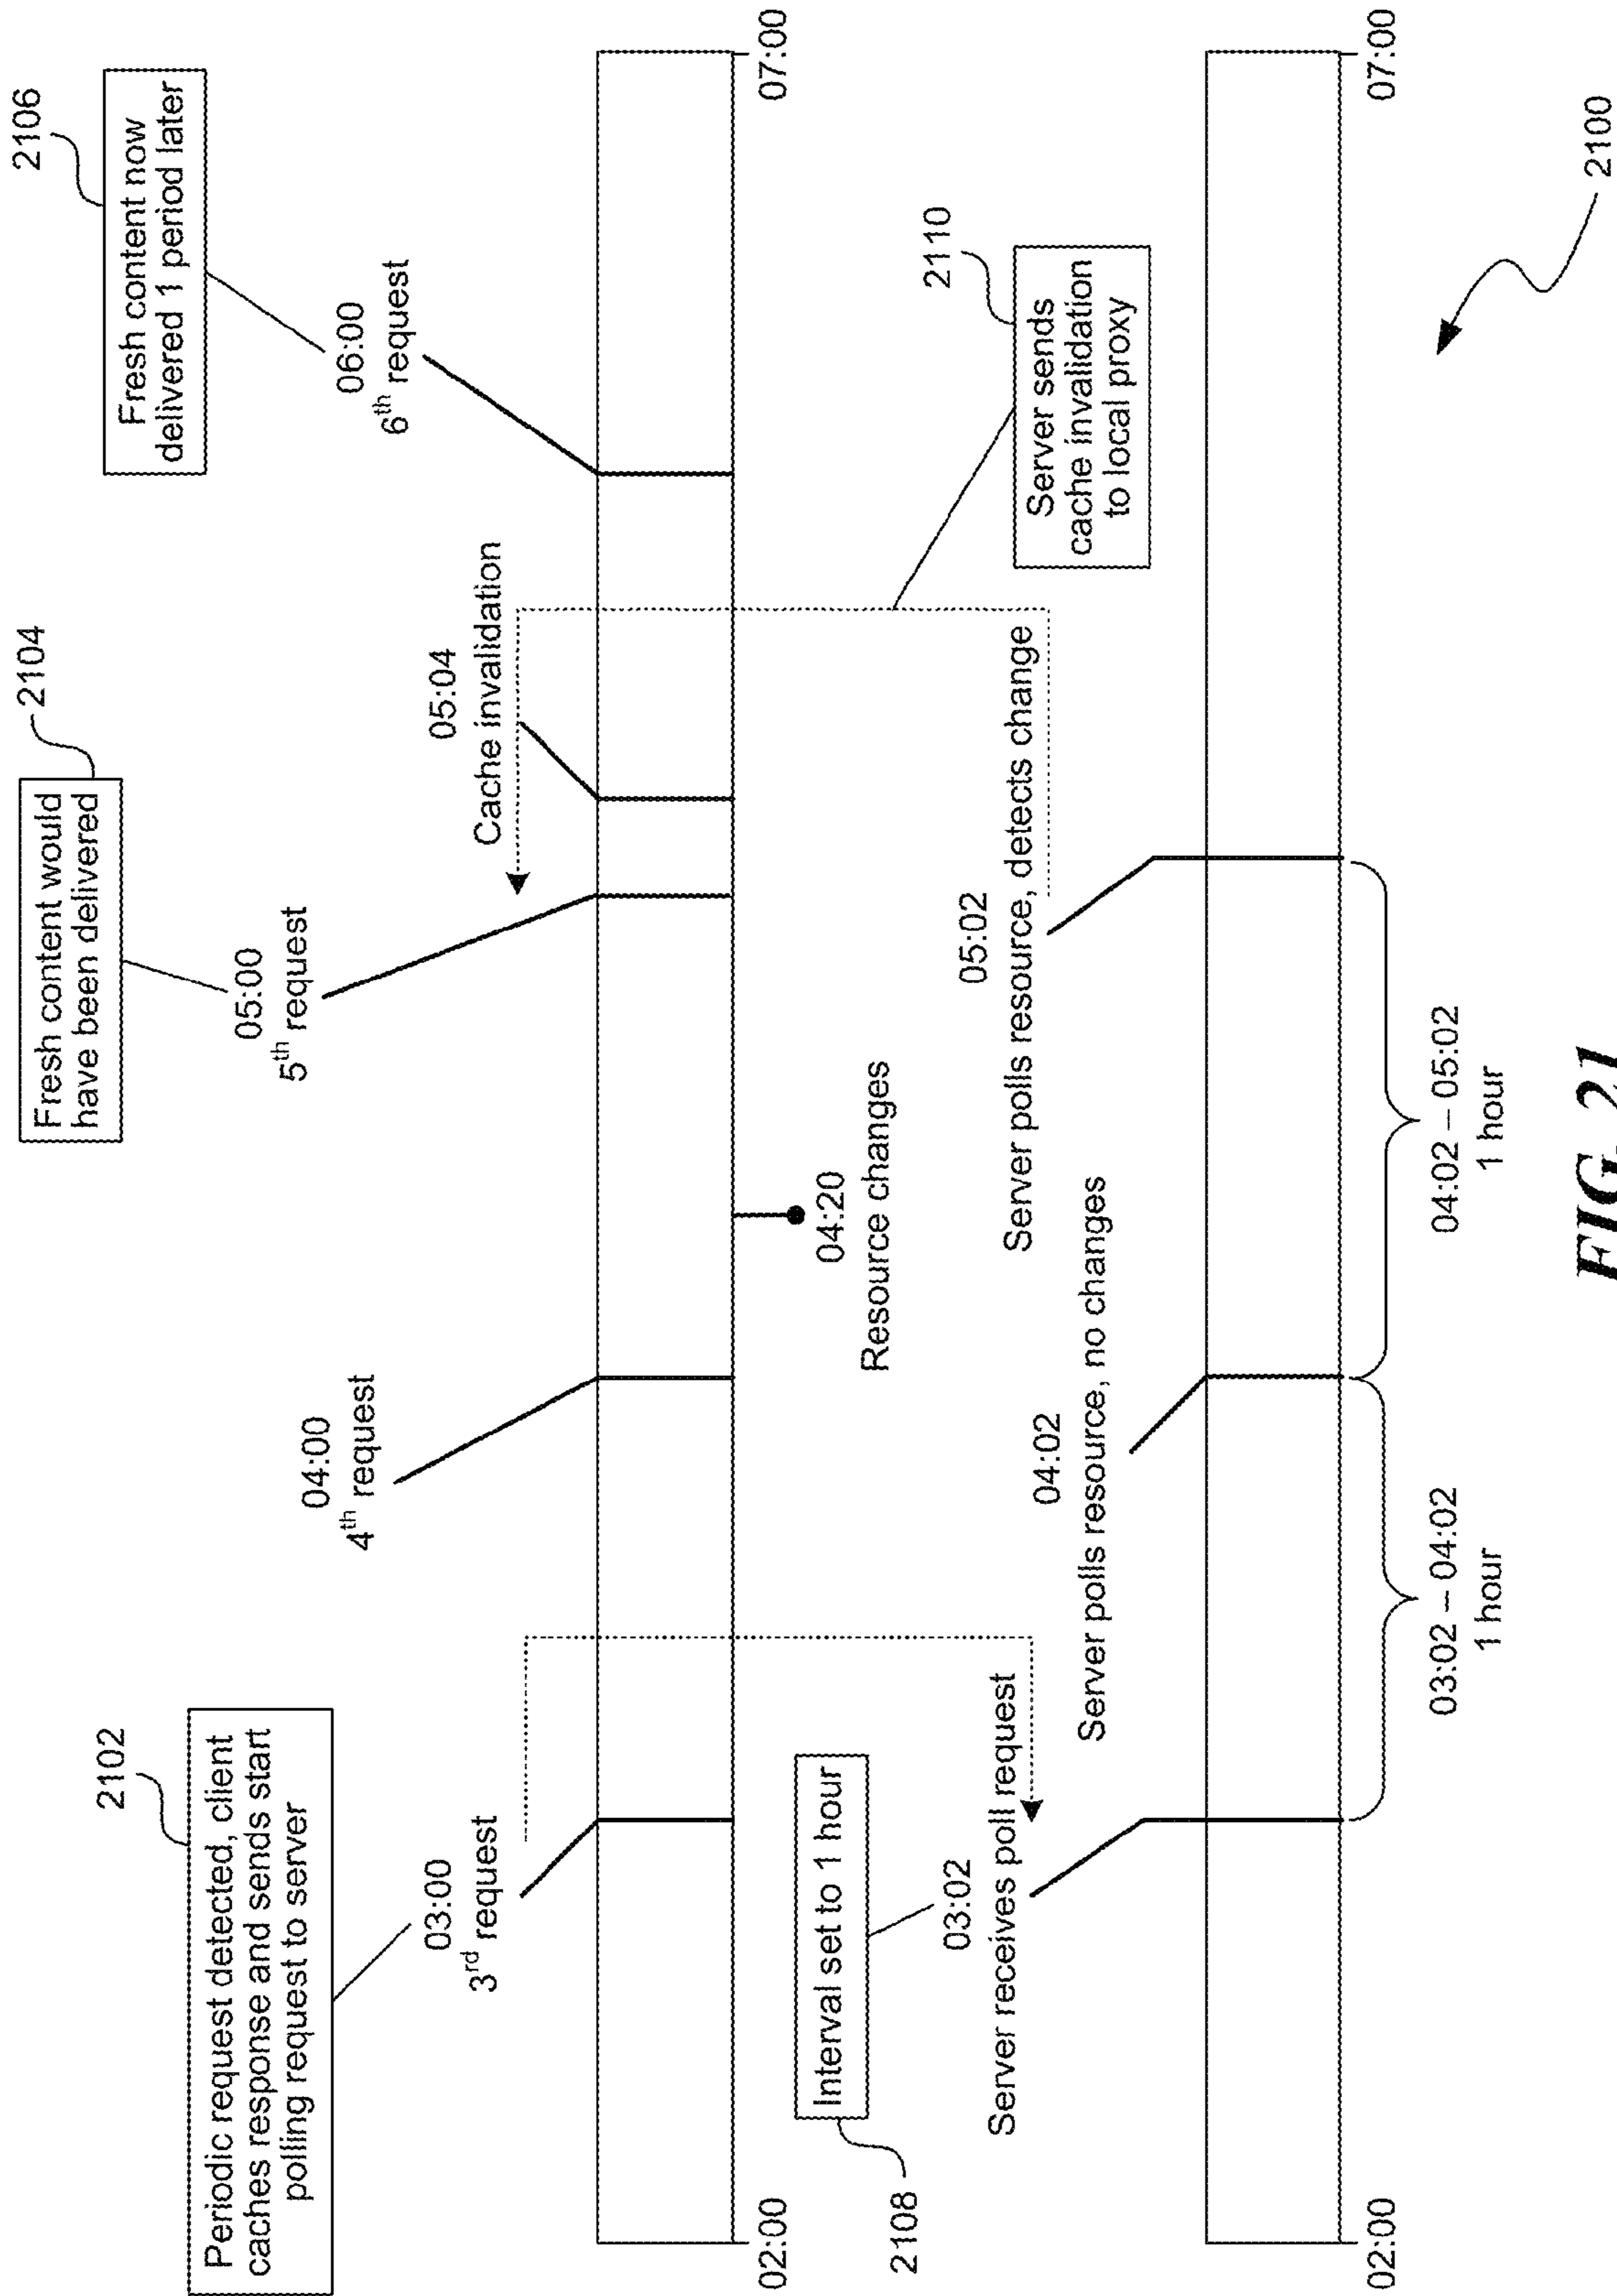 2102
Periodic request detected, client
caches response and sends start
polling request to server
2104
Fresh content would
have been delivered
2106
Fresh content now
delivered 1 period later
03:00
3rd request
04:00
4th request
05:00
5th request
05:04
Cache invalidation
06:00
6th request
02:00
07:00
04:20
Resource changes
2108
Interval set to 1 hour
03:02
Server receives poll request
04:02
Server polls resource, no changes
05:02
Server polls resource, detects change
2110
Server sends
cache invalidation
to local proxy
02:00
07:00
03:02 – 04:02
1 hour
04:02 – 05:02
1 hour
2100
FIG. 21